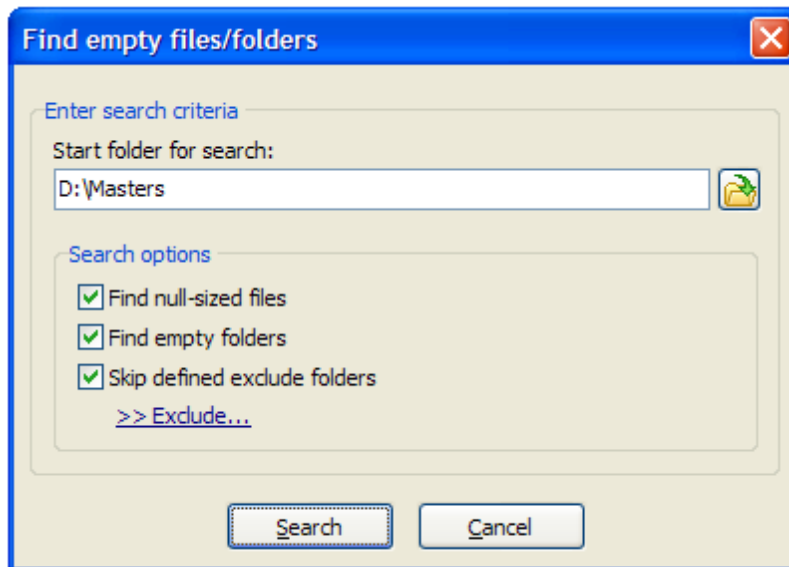 Find empty files/folders
Enter search criteria
Start folder for search:
D:\Masters
Search options
Find null-sized files
Find empty folders
Skip defined exclude folders
>> Exclude...
Search Cancel